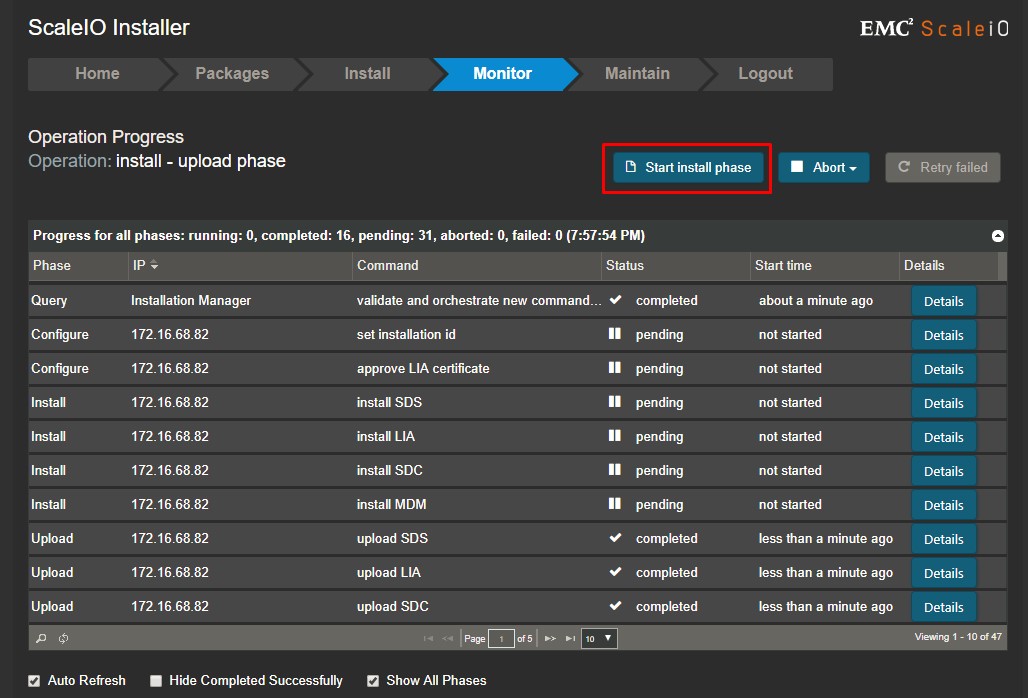 ScaleIO Installer
EMC² ScaleiO
Home Packages Install Monitor Maintain Logout
Operation Progress
Operation: install - upload phase
Start install phase Abort Retry failed
Progress for all phases: running: 0, completed: 16, pending: 31, aborted: 0, failed: 0 (7:57:54 PM)
Phase IP Command Status Start time Details
Query Installation Manager validate and orchestrate new command... completed about a minute ago Details
Configure 172.16.68.82 set installation id pending not started Details
Configure 172.16.68.82 approve LIA certificate pending not started Details
Install 172.16.68.82 install SDS pending not started Details
Install 172.16.68.82 install LIA pending not started Details
Install 172.16.68.82 install SDC pending not started Details
Install 172.16.68.82 install MDM pending not started Details
Upload 172.16.68.82 upload SDS completed less than a minute ago Details
Upload 172.16.68.82 upload LIA completed less than a minute ago Details
Upload 172.16.68.82 upload SDC completed less than a minute ago Details
Page 1 of 5 10 Viewing 1 - 10 of 47
Auto Refresh Hide Completed Successfully Show All Phases